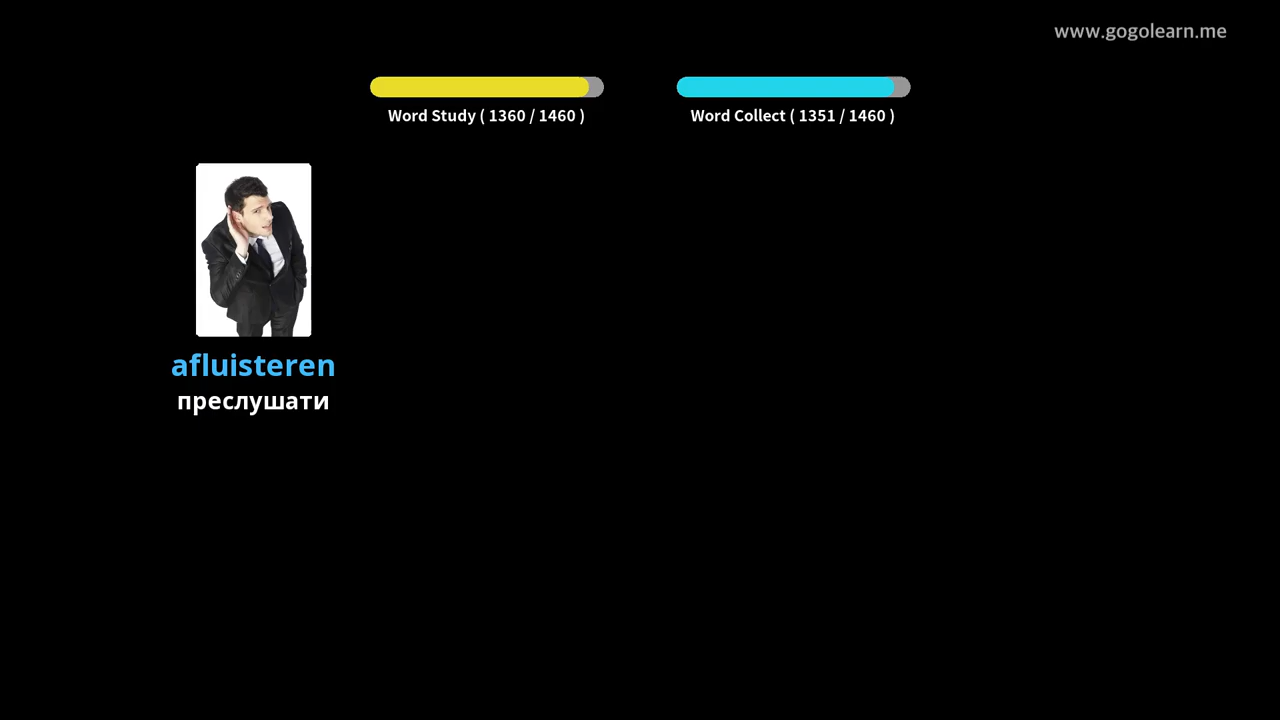 www.gogolearn.me
Word Study ( 1360 / 1460 )
Word Collect ( 1351 / 1460 )
afluisteren
преслушати